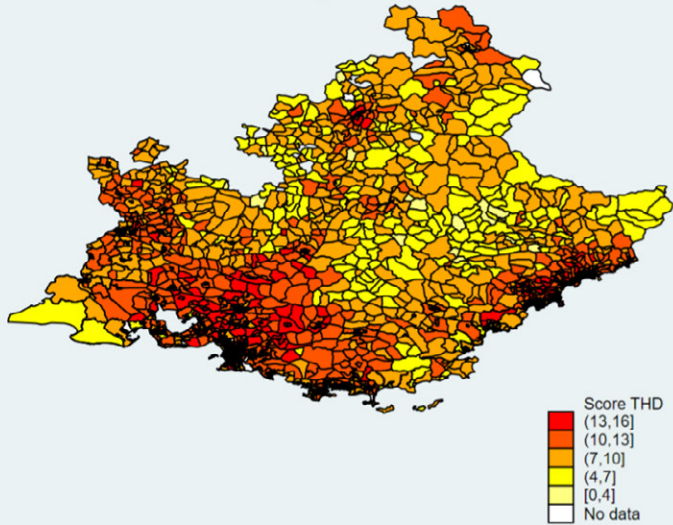 Score THD
(13,16]
(10,13]
(7,10]
(4,7]
[0,4]
No data